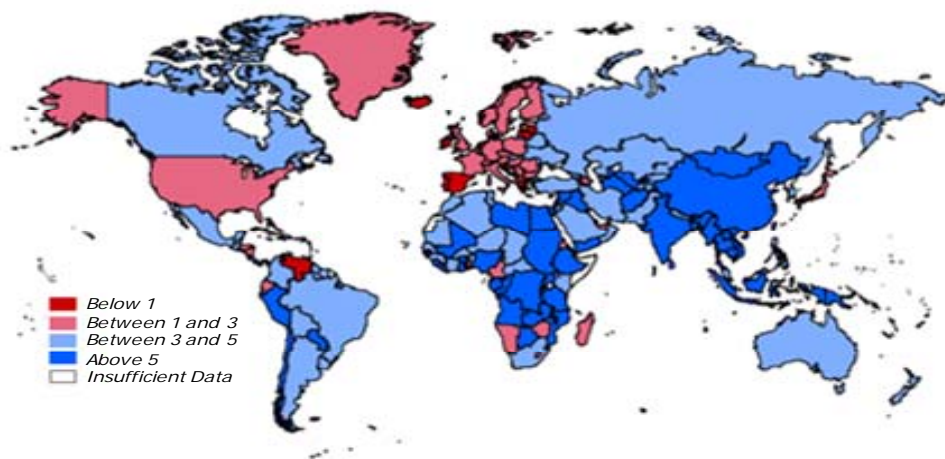 Below 1
Between 1 and 3
Between 3 and 5
Above 5
Insufficient Data